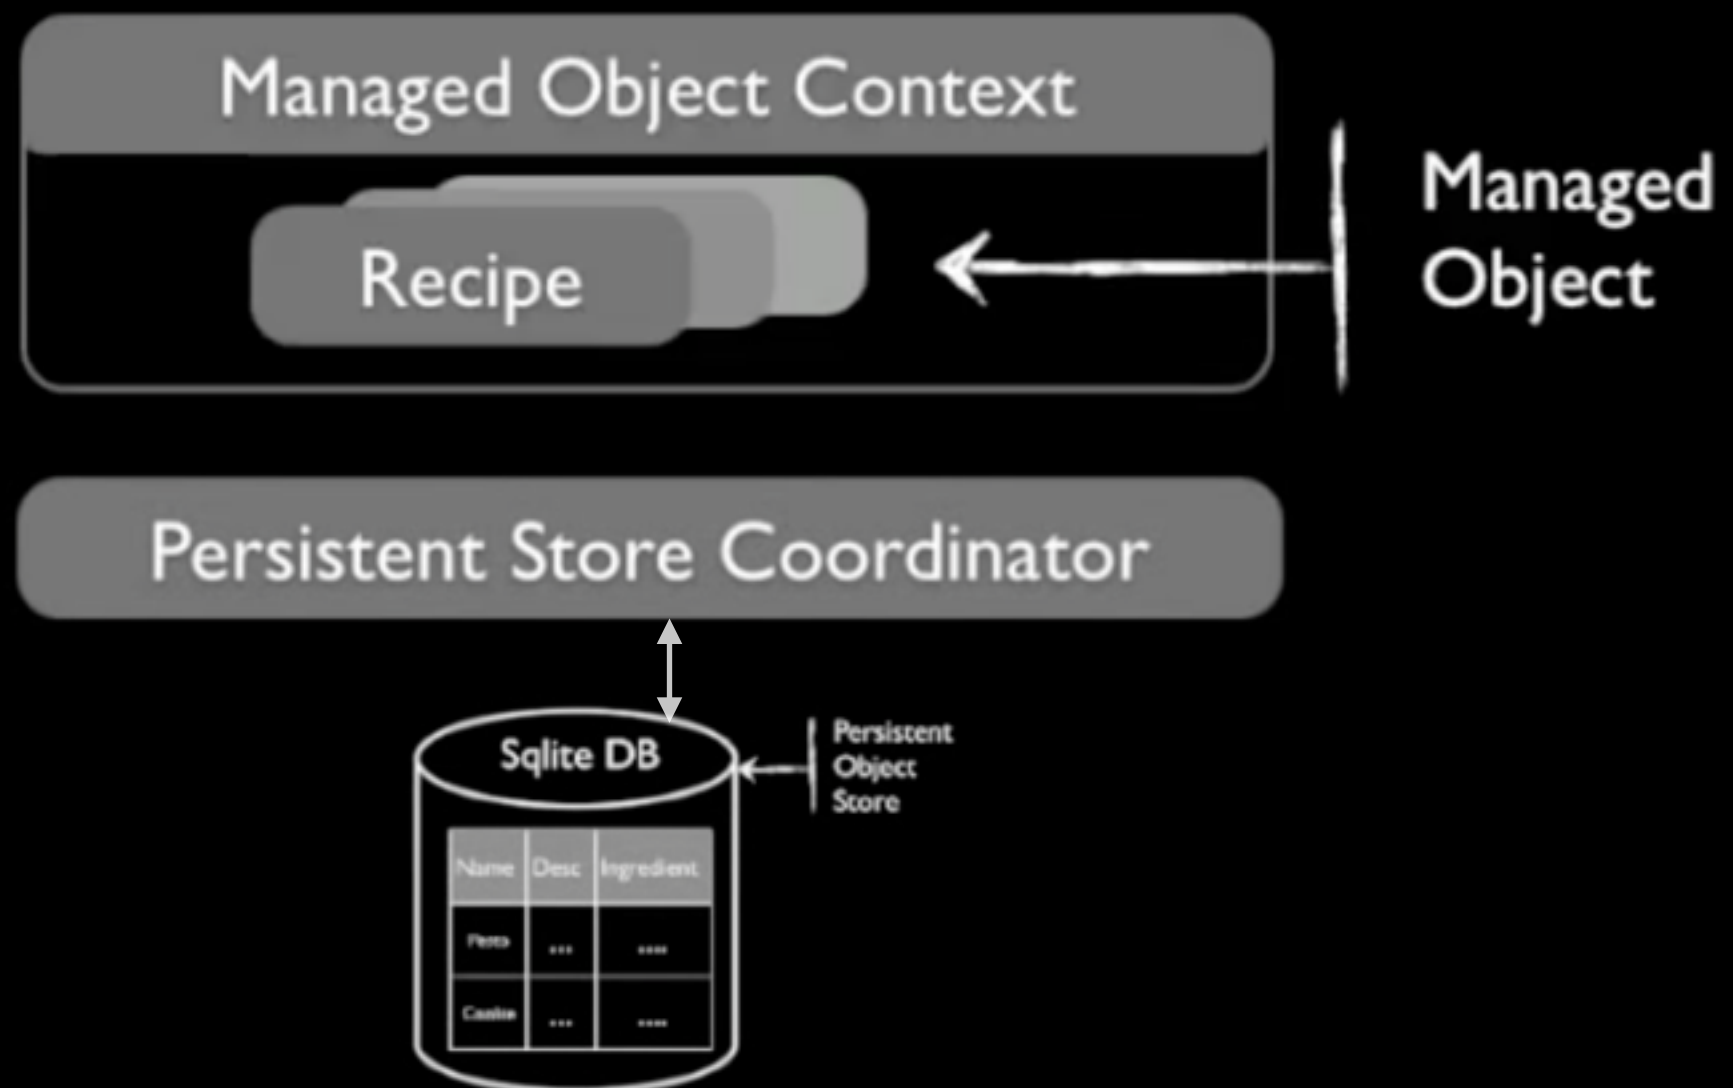 Managed Object Context
Managed
Object
Recipe
Persistent Store Coordinator
Sqlite DB
Persistent
Object
Store
Name Desc Ingredient
... ....
... ....